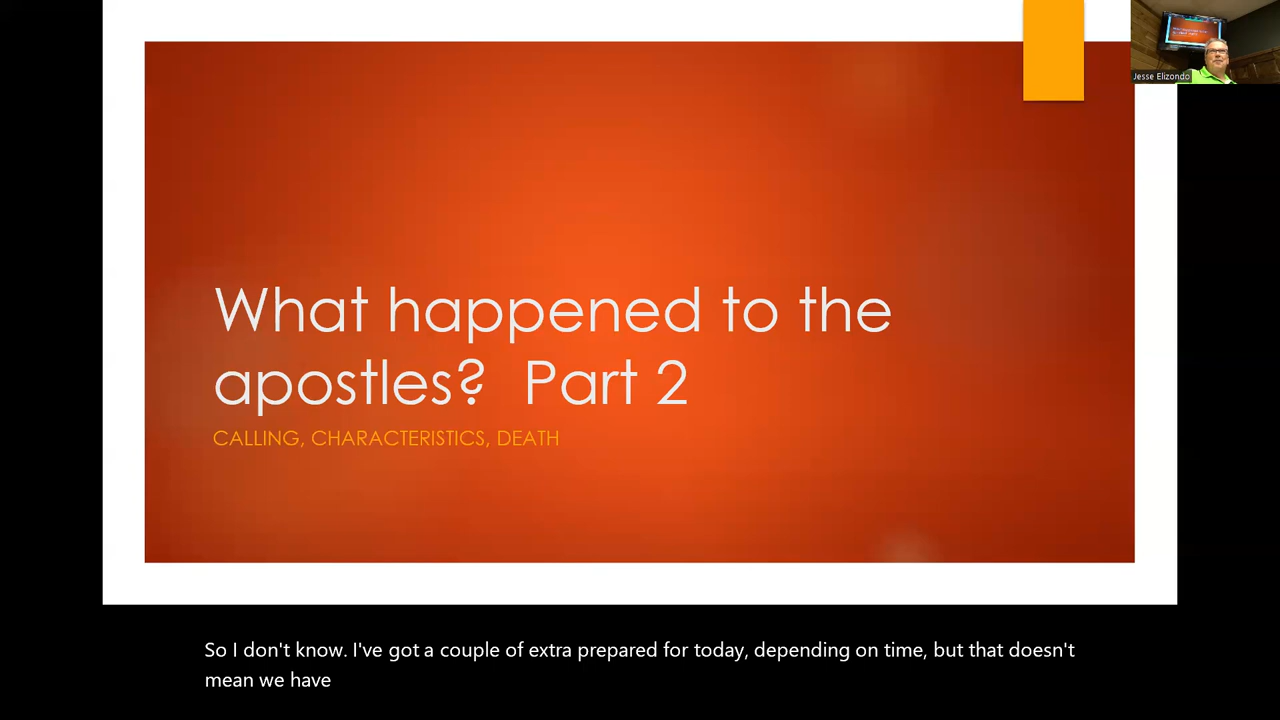 Jesse Elizondo
What happened to the
apostles? Part 2
CALLING, CHARACTERISTICS, DEATH
So I don't know. I've got a couple of extra prepared for today, depending on time, but that doesn't
mean we have